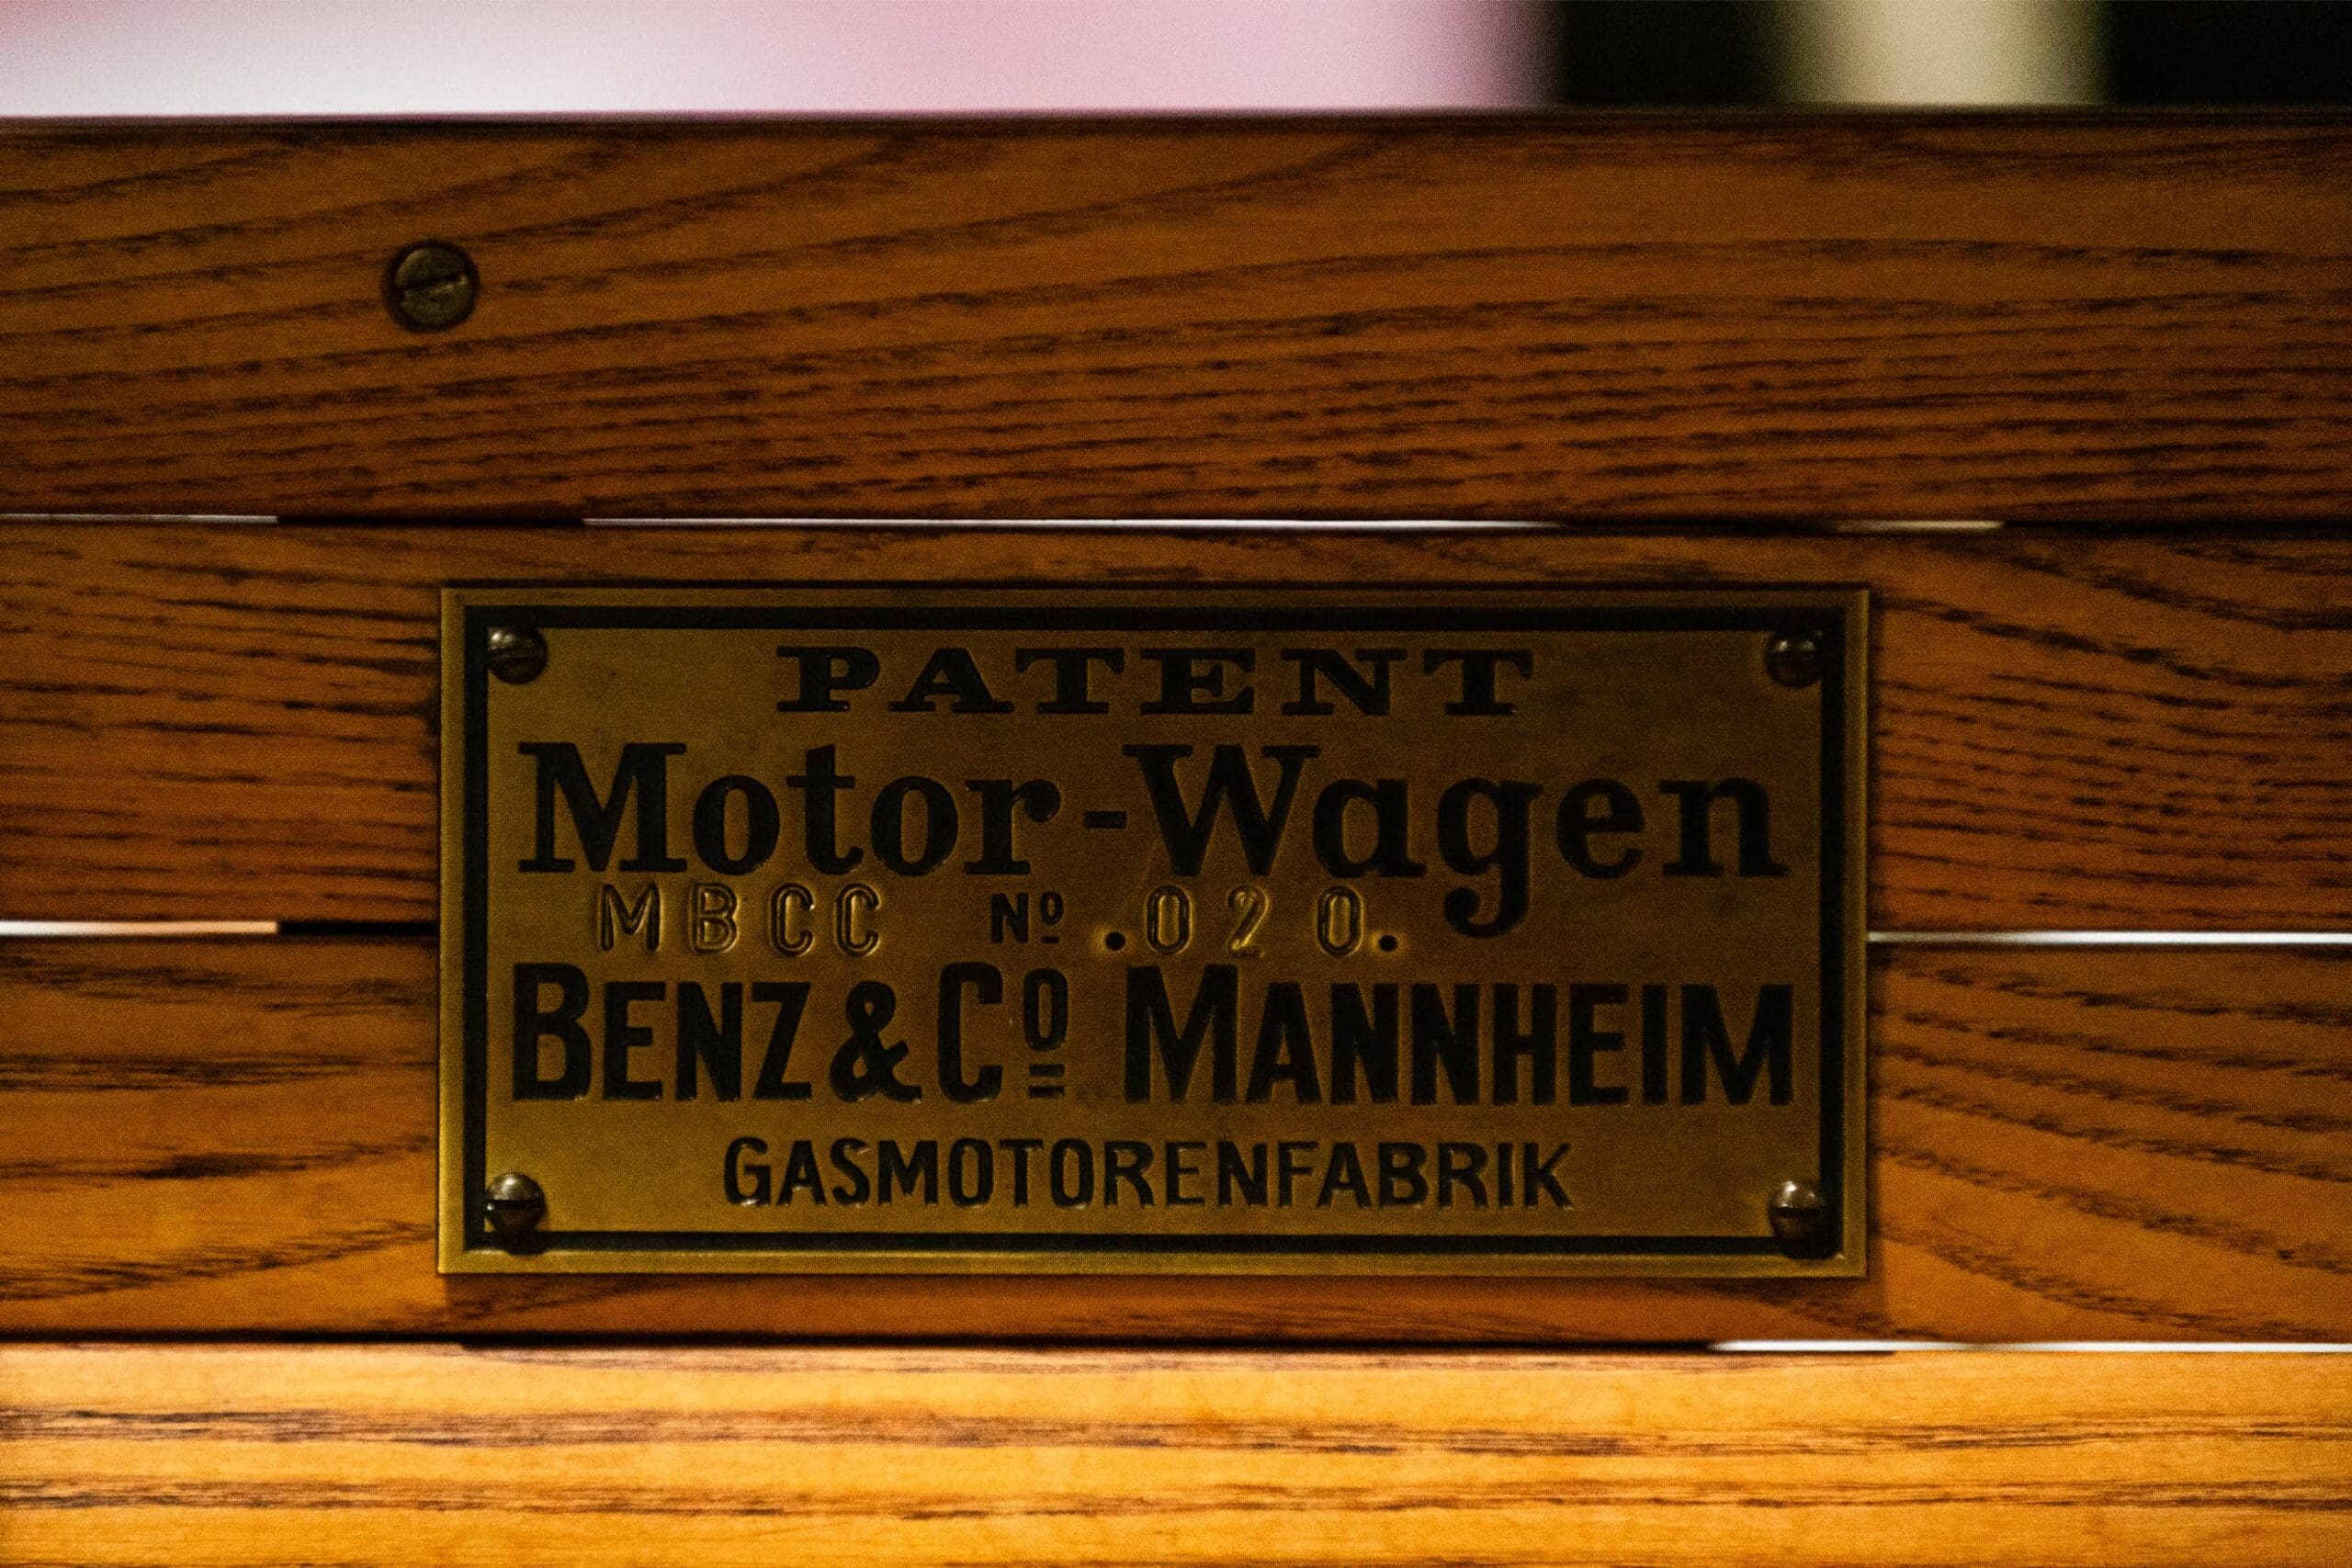 PATENT
Motor-Wagen
MBCC Nº .020.
BENZ & Cº MANNHEIM
GASMOTORENFABRIK